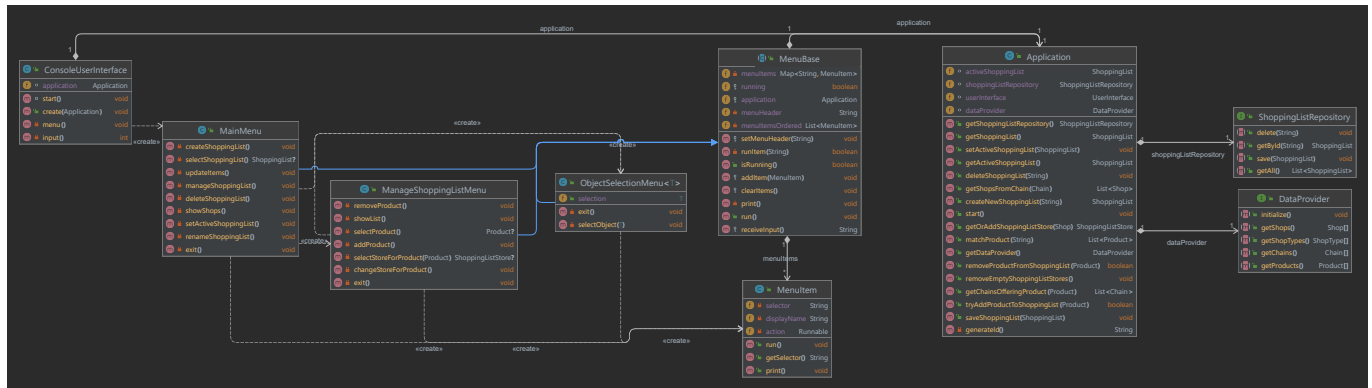 application
application
1
1
1
1
ConsoleUserInterface
application Application
start() void
create(Application) void
menu() void
input() int
«create»
MainMenu
createShoppingList() void
selectShoppingList() ShoppingList?
updateItems() void
manageShoppingList() void
deleteShoppingList() void
showShops() void
setActiveShoppingList() void
renameShoppingList() void
exit() void
«create»
«create»
«create»
ManageShoppingListMenu
removeProduct() void
showList() void
selectProduct() Product?
addProduct() void
selectStoreForProduct(Product) ShoppingListStore?
changeStoreForProduct() void
exit() void
ObjectSelectionMenu<T>
selection T
exit() void
selectObject(T) void
MenuBase
menuItems Map<String, MenuItem>
running boolean
application Application
menuHeader String
menuItemsOrdered List<MenuItem>
setMenuHeader(String) void
runItem(String) boolean
isRunning() boolean
addItem(MenuItem) void
clearItems() void
print() void
run() void
receiveInput() String
1
menuItems
*
MenuItem
selector String
displayName String
action Runnable
run() void
getSelector() String
print() void
«create»
«create»
«create»
Application
activeShoppingList ShoppingList
shoppingListRepository ShoppingListRepository
userInterface UserInterface
dataProvider DataProvider
getShoppingListRepository() ShoppingListRepository
getShoppingList() ShoppingList
setActiveShoppingList(ShoppingList) void
getActiveShoppingList() ShoppingList
deleteShoppingList(String) void
getShopsFromChain(Chain) List<Shop>
createNewShoppingList(String) ShoppingList
start() void
getOrAddShoppingListStore(Shop) ShoppingListStore
matchProduct(String) List<Product>
getDataProvider() DataProvider
removeProductFromShoppingList(Product) boolean
removeEmptyShoppingListStores() void
getChainsOfferingProduct(Product) List<Chain>
tryAddProductToShoppingList(Product) boolean
saveShoppingList(ShoppingList) void
generateId() String
1
1
shoppingListRepository
1
1
dataProvider
ShoppingListRepository
delete(String) void
getById(String) ShoppingList
save(ShoppingList) void
getAll() List<ShoppingList>
DataProvider
initialize() void
getShops() Shop[]
getShopTypes() ShopType[]
getChains() Chain[]
getProducts() Product[]